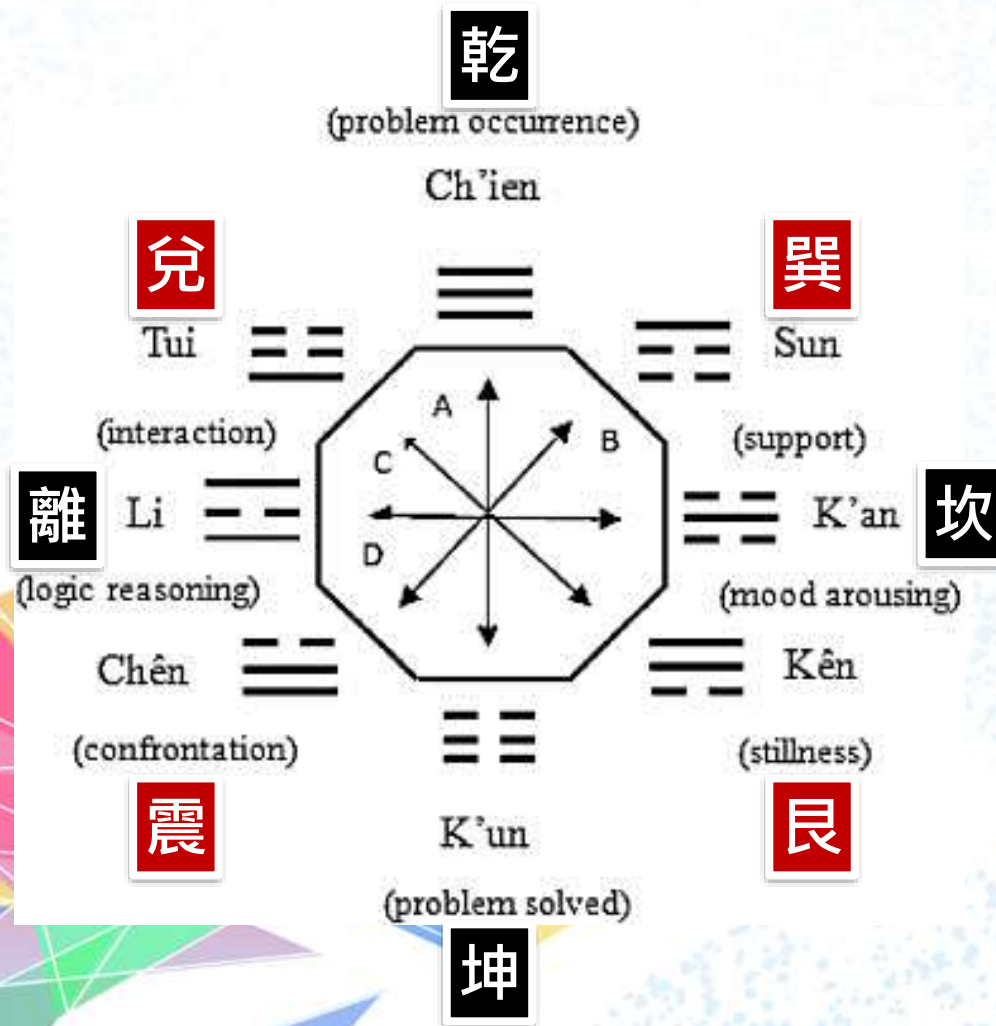 乾
(problem occurrence)
Ch’ien
兌
巽
Tui
Sun
A
B
(interaction)
(support)
C
離
Li
K’an
坎
D
(logic reasoning)
(mood arousing)
Chên
Kên
(confrontation)
(stillness)
震
艮
K’un
(problem solved)
坤